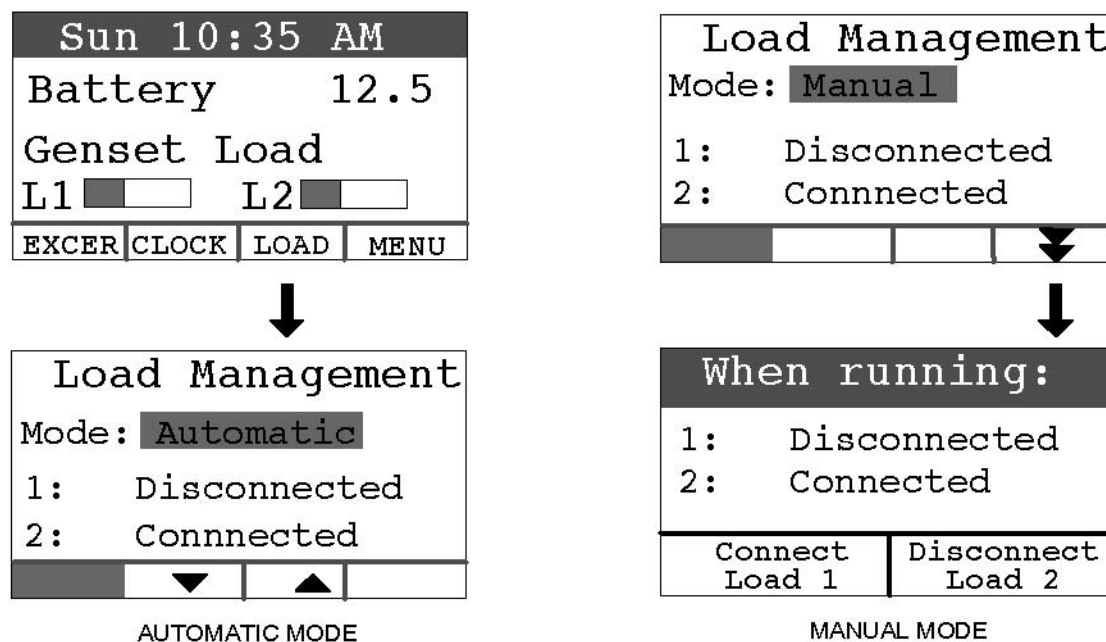 Sun 10:35 AM
Battery 12.5
Genset Load
L1 L2
EXCER CLOCK LOAD MENU
Load Management
Mode: Automatic
1: Disconnected
2: Connnected
AUTOMATIC MODE
Load Management
Mode: Manual
1: Disconnected
2: Connnected
When running:
1: Disconnected
2: Connected
Connect
Load 1
Disconnect
Load 2
MANUAL MODE